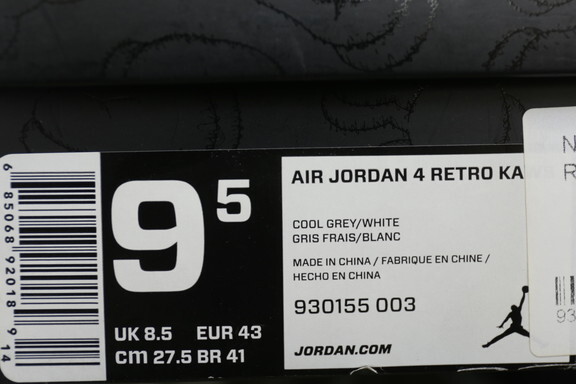 6 85068 92018 9 14
9 5
UK 8.5 EUR 43
cm 27.5 BR 41
AIR JORDAN 4 RETRO KA
COOL GREY/WHITE
GRIS FRAIS/BLANC
MADE IN CHINA / FABRIQUE EN CHINE /
HECHO EN CHINA
930155 003
JORDAN.COM
N
R
93